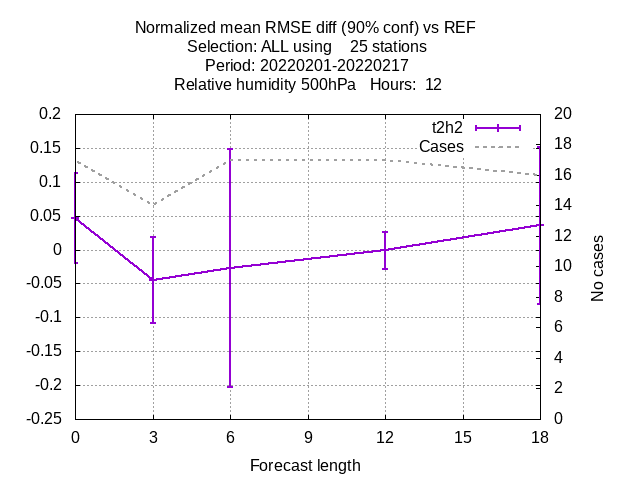 Normalized mean RMSE diff (90% conf) vs REF
Selection: ALL using    25 stations
Period: 20220201-20220217
Relative humidity 500hPa   Hours:  12
t2h2
Cases
0.2
0.15
0.1
0.05
0
-0.05
-0.1
-0.15
-0.2
-0.25
20
18
16
14
12
10
8
6
4
2
0
No cases
0 3 6 9 12 15 18
Forecast length